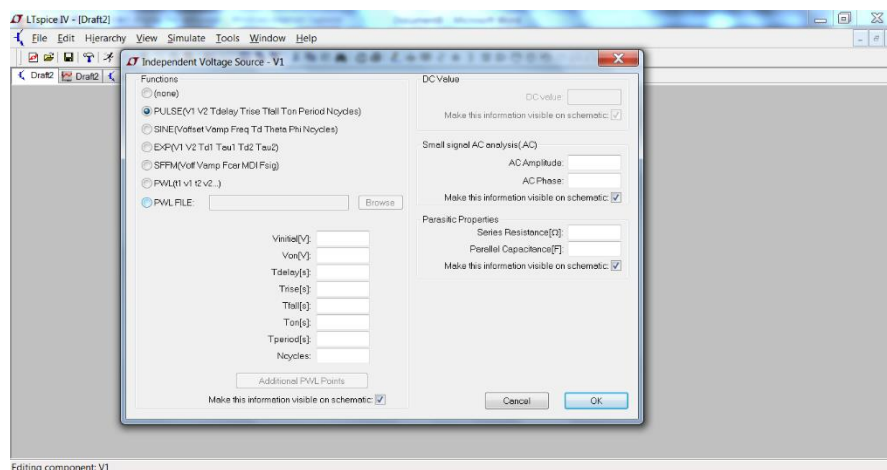 LTspice IV - [Draft2]
File Edit Hierarchy View Simulate Tools Window Help
Draft2 Draft2
Independent Voltage Source - V1
Functions
(none)
PULSE(V1 V2 Tdelay Trise Tfall Ton Period Ncycles)
SINE(Voffset Vamp Freq Td Theta Phi Ncycles)
EXP(V1 V2 Td1 Tau1 Td2 Tau2)
SFFM(Voff Vamp Fcar MDI Fsig)
PWL(t1 v1 t2 v2...)
PWL FILE: Browse
Vinitial[V]:
Von[V]:
Tdelay[s]:
Trise[s]:
Tfall[s]:
Ton[s]:
Tperiod[s]:
Ncycles:
Additional PWL Points
Make this information visible on schematic:
DC Value
DC value:
Make this information visible on schematic:
Small signal AC analysis(.AC)
AC Amplitude:
AC Phase:
Make this information visible on schematic:
Parasitic Properties
Series Resistance[Ω]:
Parallel Capacitance[F]:
Make this information visible on schematic:
Cancel OK
Editing component: V1